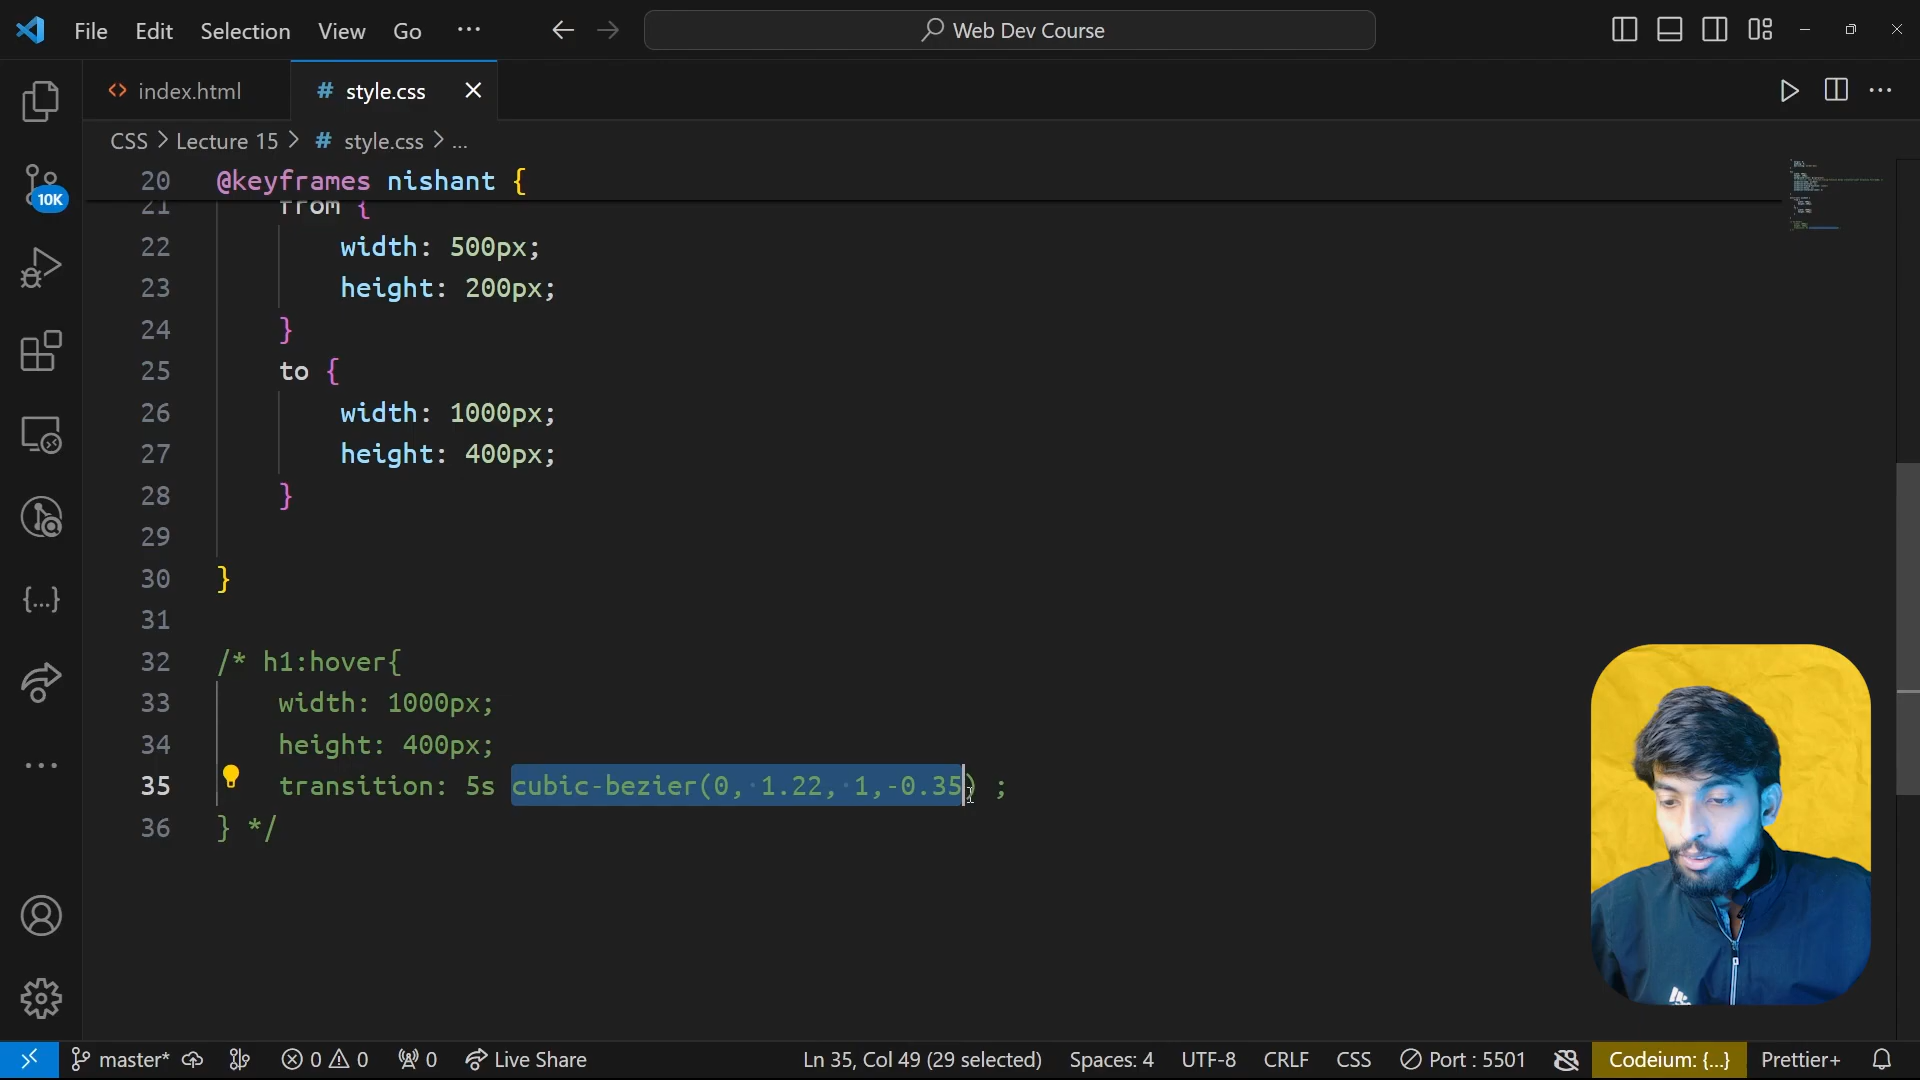 File Edit Selection View Go ··· Web Dev Course
index.html style.css
CSS > Lecture 15 > # style.css > ...
20 @keyframes nishant {
21 from {
22 width: 500px;
23 height: 200px;
24 }
25 to {
26 width: 1000px;
27 height: 400px;
28 }
29
30 }
31
32 /* h1:hover{
33 width: 1000px;
34 height: 400px;
35 transition: 5s cubic-bezier(0, 1.22, 1,-0.35) ;
36 } */
10K
master* 0 0 0 Live Share Ln 35, Col 49 (29 selected) Spaces: 4 UTF-8 CRLF CSS Port : 5501 Codeium: {...} Prettier+